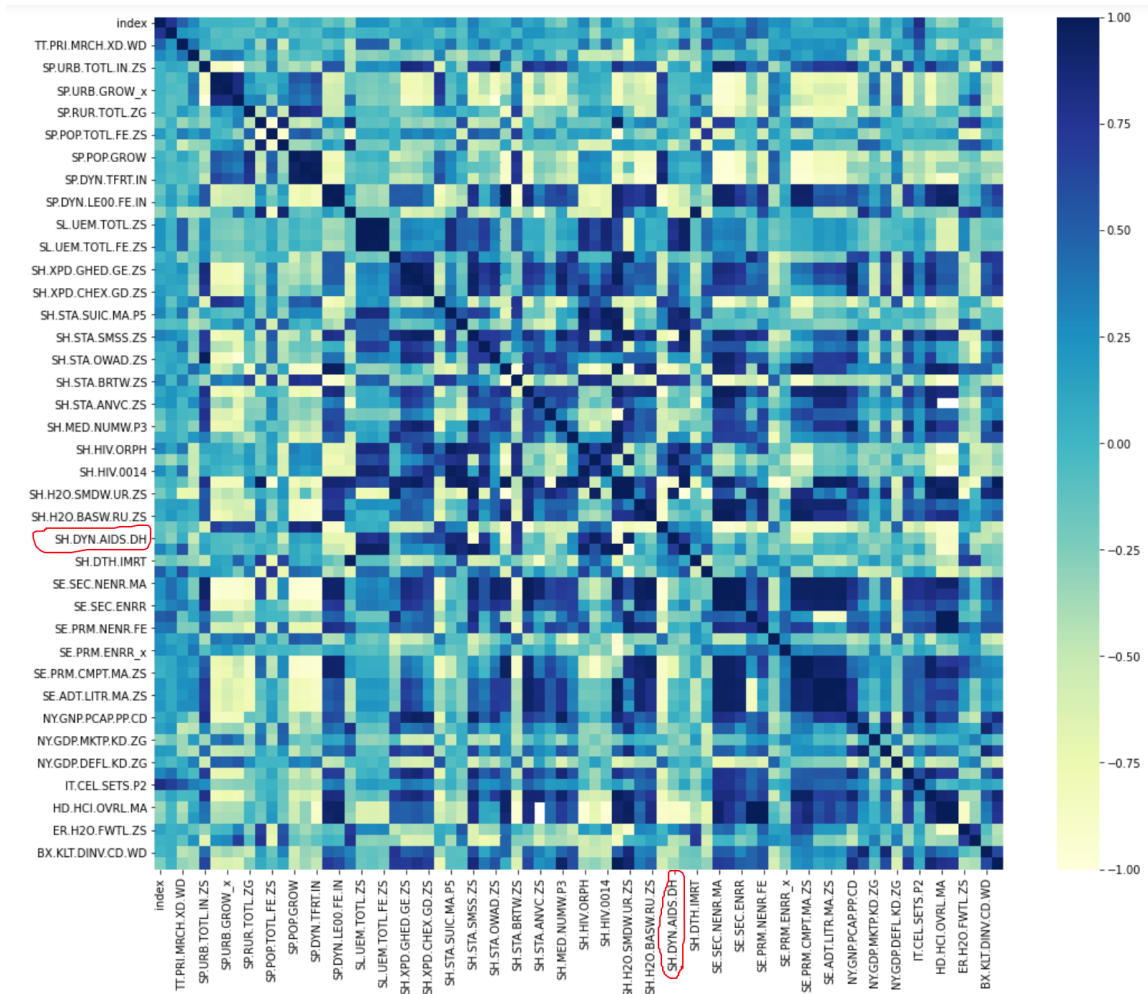 index
TT.PRI.MRCH.XD.WD
SP.URB.TOTL.IN.ZS
SP.URB.GROW_x
SP.RUR.TOTL.ZG
SP.POP.TOTL.FE.ZS
SP.POP.GROW
SP.DYN.TFRT.IN
SP.DYN.LE00.FE.IN
SL.UEM.TOTL.ZS
SL.UEM.TOTL.FE.ZS
SH.XPD.GHED.GE.ZS
SH.XPD.CHEX.GD.ZS
SH.STA.SUIC.MA.P5
SH.STA.SMSS.ZS
SH.STA.OWAD.ZS
SH.STA.BRTW.ZS
SH.STA.ANVC.ZS
SH.MED.NUMW.P3
SH.HIV.ORPH
SH.HIV.0014
SH.H2O.SMDW.UR.ZS
SH.H2O.BASW.RU.ZS
SH.DYN.AIDS.DH
SH.DTH.IMRT
SE.SEC.NENR.MA
SE.SEC.ENRR
SE.PRM.NENR.FE
SE.PRM.ENRR_x
SE.PRM.CMPT.MA.ZS
SE.ADT.LITR.MA.ZS
NY.GNP.PCAP.PP.CD
NY.GDP.MKTP.KD.ZG
NY.GDP.DEFL.KD.ZG
IT.CEL.SETS.P2
HD.HCI.OVRL.MA
ER.H2O.FWTL.ZS
BX.KLT.DINV.CD.WD
index
TT.PRI.MRCH.XD.WD
SP.URB.TOTL.IN.ZS
SP.URB.GROW_x
SP.RUR.TOTL.ZG
SP.POP.TOTL.FE.ZS
SP.POP.GROW
SP.DYN.TFRT.IN
SP.DYN.LE00.FE.IN
SL.UEM.TOTL.ZS
SL.UEM.TOTL.FE.ZS
SH.XPD.GHED.GE.ZS
SH.XPD.CHEX.GD.ZS
SH.STA.SUIC.MA.P5
SH.STA.SMSS.ZS
SH.STA.OWAD.ZS
SH.STA.BRTW.ZS
SH.STA.ANVC.ZS
SH.MED.NUMW.P3
SH.HIV.ORPH
SH.HIV.0014
SH.H2O.SMDW.UR.ZS
SH.H2O.BASW.RU.ZS
SH.DYN.AIDS.DH
SH.DTH.IMRT
SE.SEC.NENR.MA
SE.SEC.ENRR
SE.PRM.NENR.FE
SE.PRM.ENRR_x
SE.PRM.CMPT.MA.ZS
SE.ADT.LITR.MA.ZS
NY.GNP.PCAP.PP.CD
NY.GDP.MKTP.KD.ZG
NY.GDP.DEFL.KD.ZG
IT.CEL.SETS.P2
HD.HCI.OVRL.MA
ER.H2O.FWTL.ZS
BX.KLT.DINV.CD.WD
1.00
0.75
0.50
0.25
0.00
−0.25
−0.50
−0.75
−1.00